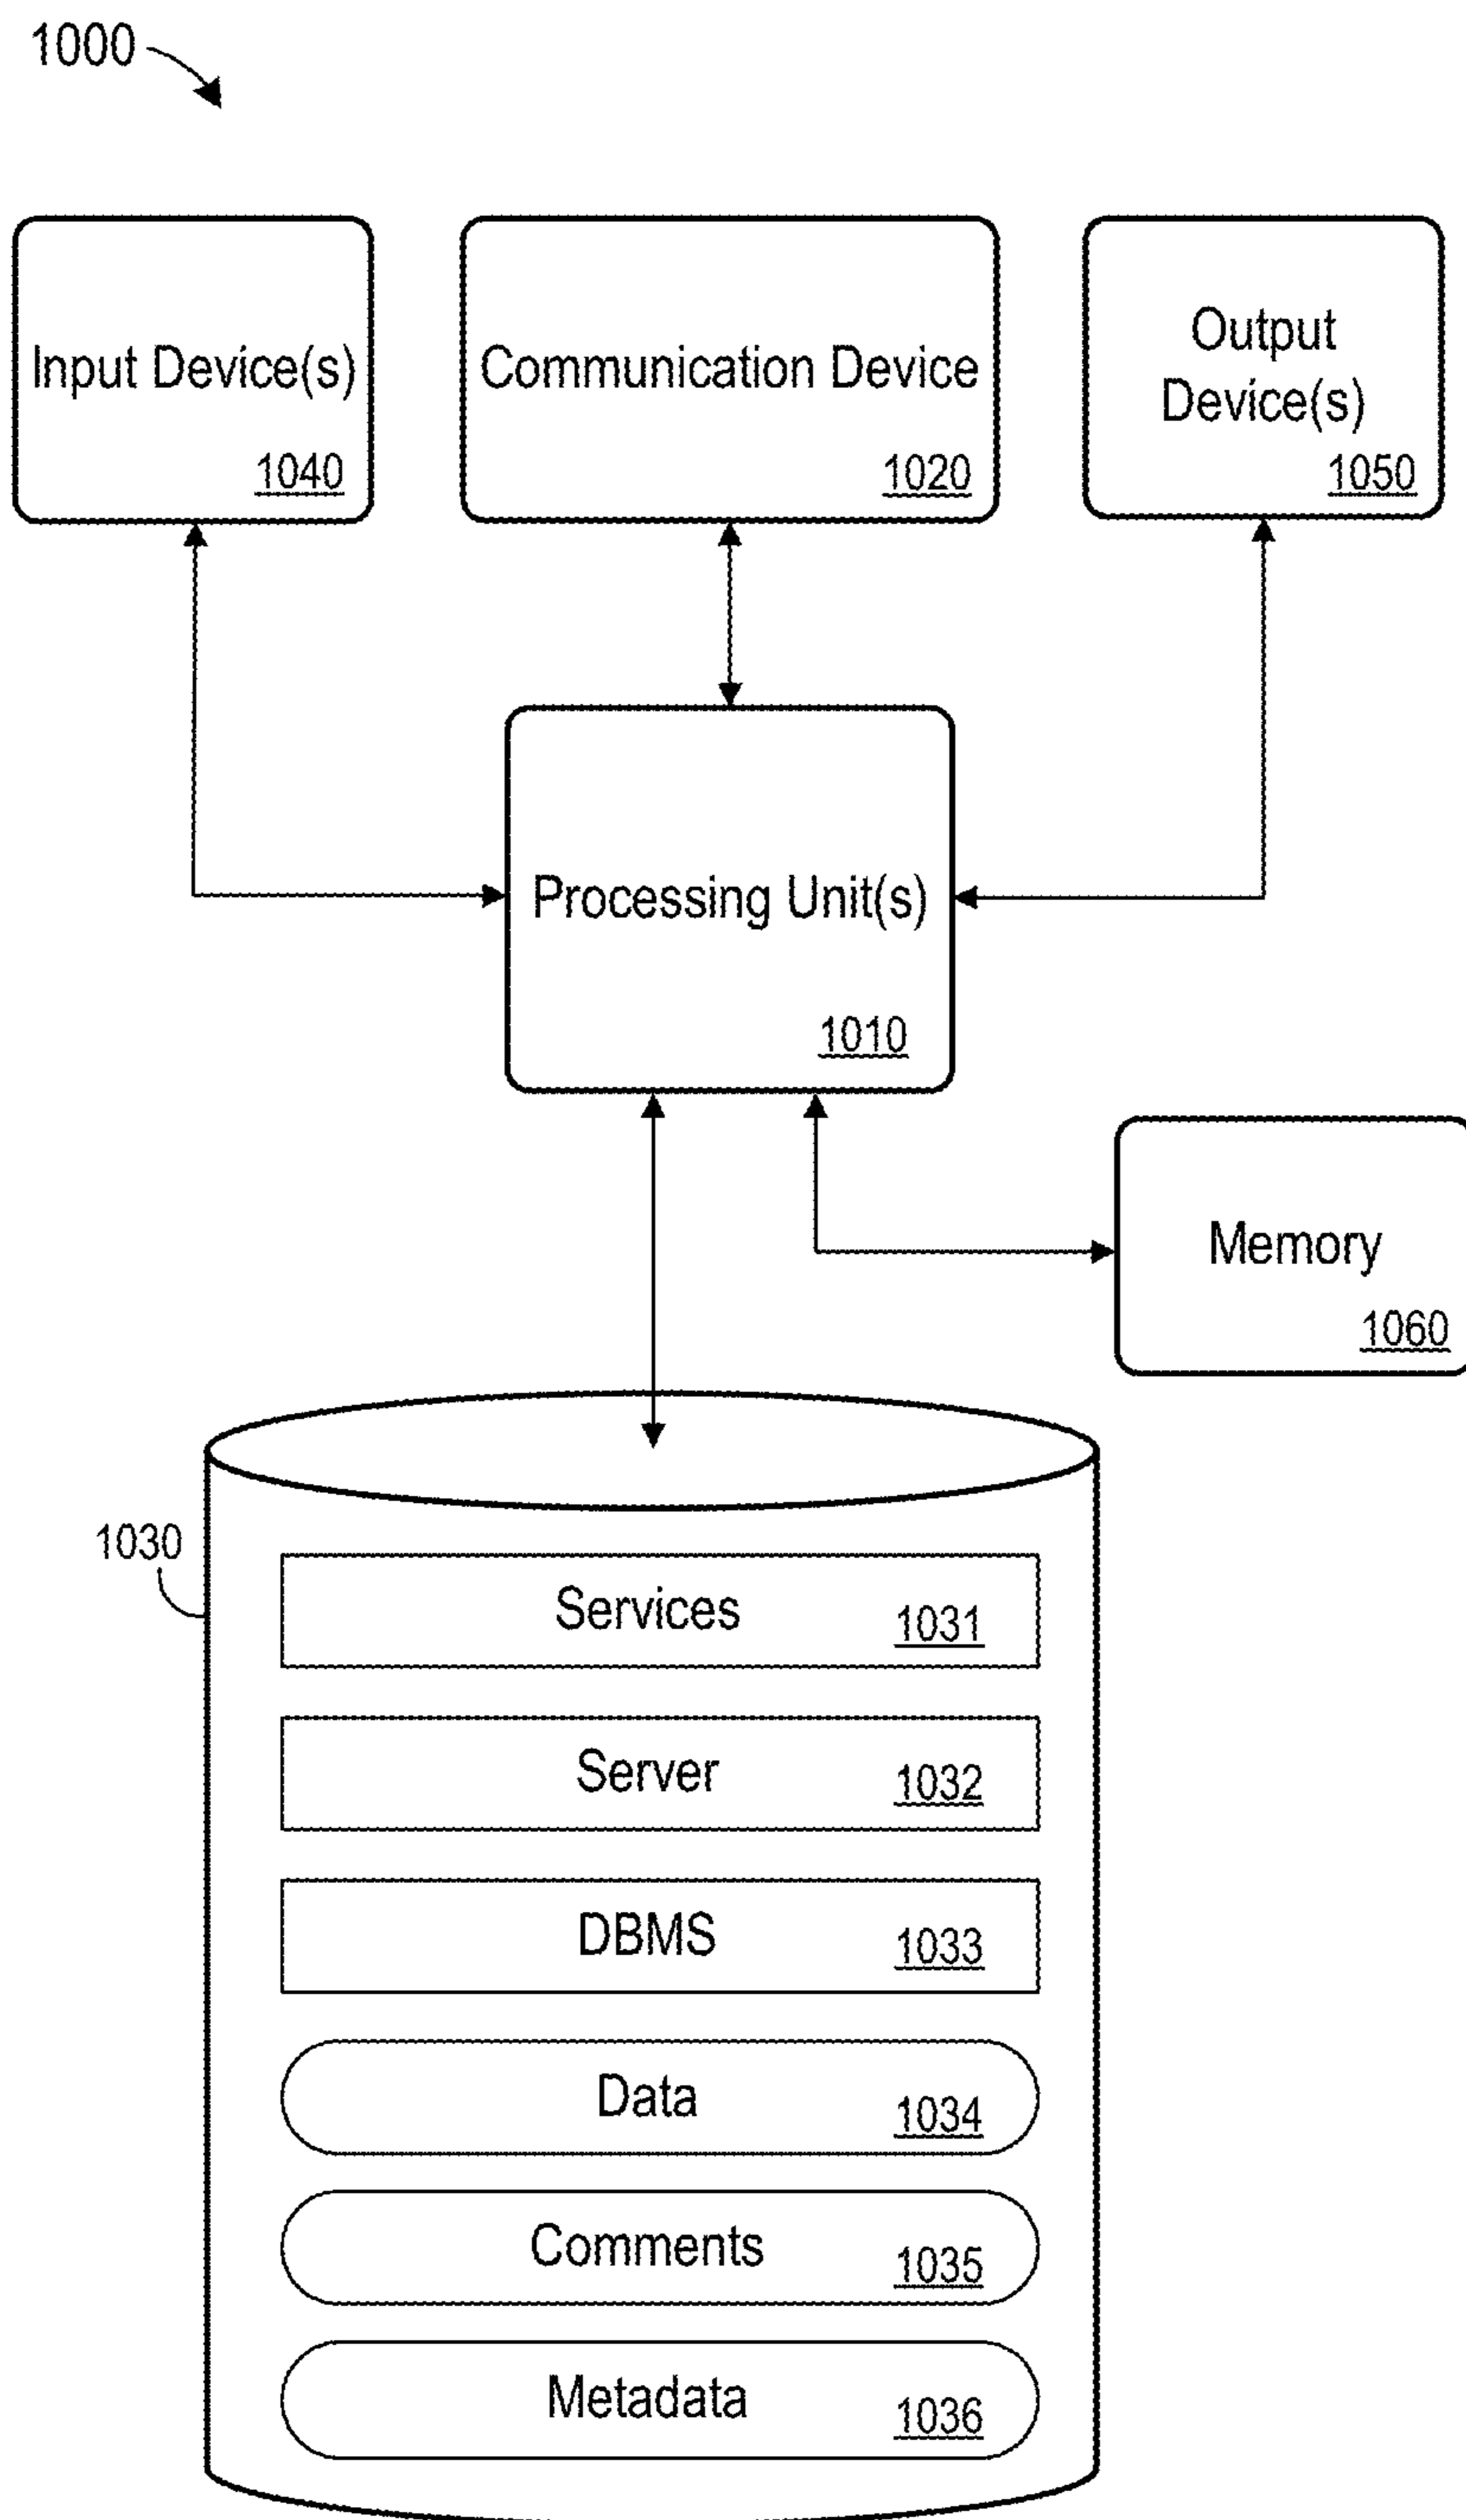 1000
Input Device(s)
1040
Communication Device
1020
Output
Device(s)
1050
Processing Unit(s)
1010
Memory
1060
1030
Services 1031
Server 1032
DBMS 1033
Data 1034
Comments 1035
Metadada 1036